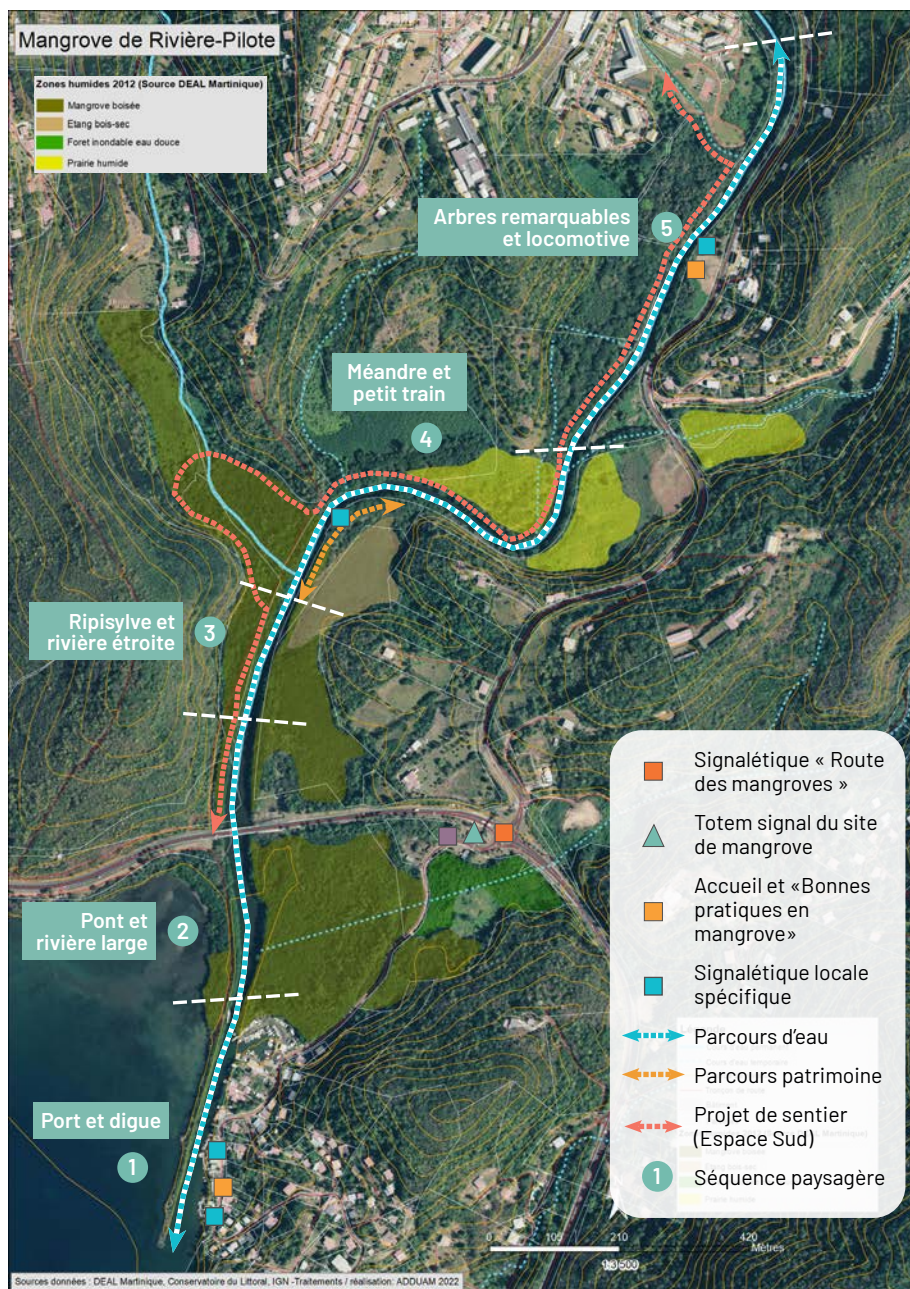 Mangrove de Rivière-Pilote
Zones humides 2012 (Source DEAL Martinique)
Mangrove boisée
Etang bois-sec
Foret inondable eau douce
Prairie humide
Arbres remarquables
et locomotive
5
Méandre et
petit train
4
Ripisylve et
rivière étroite
3
Pont et
rivière large
2
Port et digue
1
Signalétique « Route
des mangroves »
Totem signal du site
de mangrove
Accueil et «Bonnes
pratiques en
mangrove»
Signalétique locale
spécifique
Parcours d'eau
Parcours patrimoine
Projet de sentier
(Espace Sud)
1
Séquence paysagère
0 105 210 420
Mètres
1:3 500
Sources données : DEAL Martinique, Conservatoire du Littoral, IGN -Traitements / réalisation: ADDUAM 2022